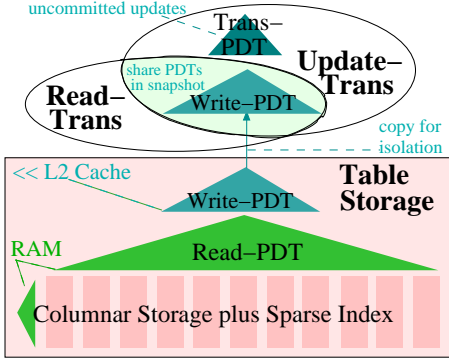 uncommitted updates
Trans–
PDT
share PDTs
in snapshot
Update–
Trans
Read–
Trans
Write–PDT
copy for
isolation
<< L2 Cache
Table
Storage
Write–PDT
RAM
Read–PDT
Columnar Storage plus Sparse Index